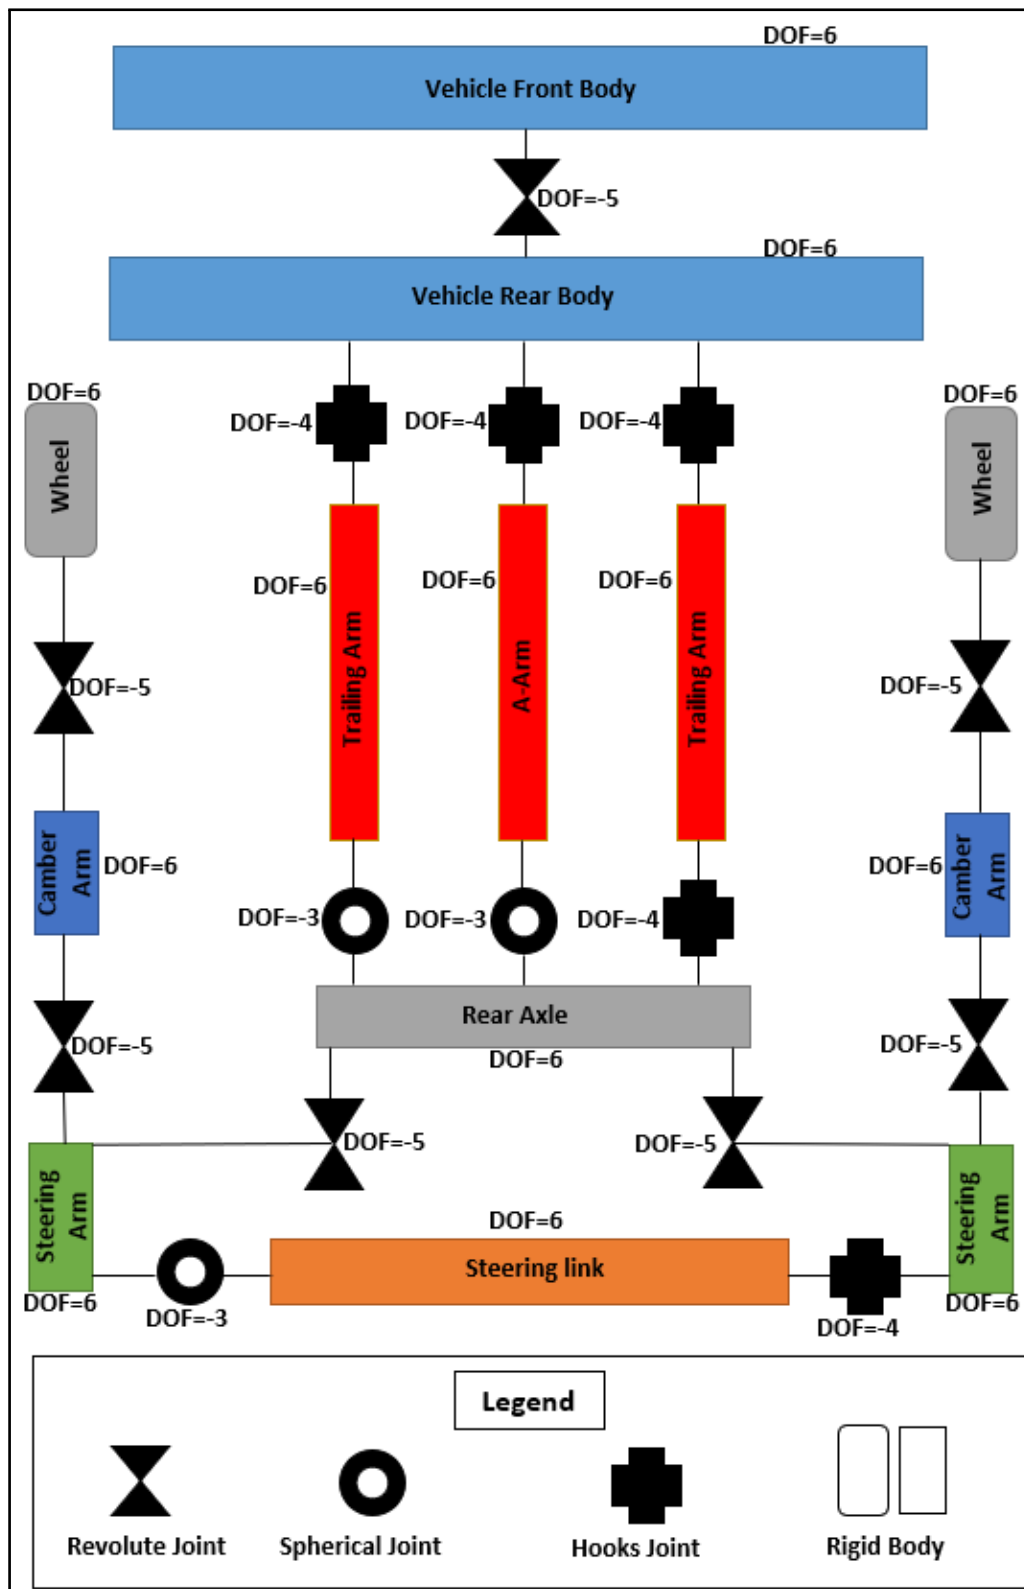 DOF=6
Vehicle Front Body
DOF=-5
DOF=6
Vehicle Rear Body
DOF=6
DOF=6
DOF=-4
DOF=-4
DOF=-4
Wheel
Wheel
DOF=6
DOF=6
DOF=6
Trailing Arm
A-Arm
Trailing Arm
DOF=-5
DOF=-5
Camber
Arm
DOF=6
DOF=6
Camber
Arm
DOF=-3
DOF=-3
DOF=-4
Rear Axle
DOF=6
DOF=-5
DOF=-5
DOF=-5
DOF=-5
Steering
Arm
Steering
Arm
DOF=6
Steering link
DOF=6
DOF=6
DOF=-3
DOF=-4
Legend
Revolute Joint
Spherical Joint
Hooks Joint
Rigid Body